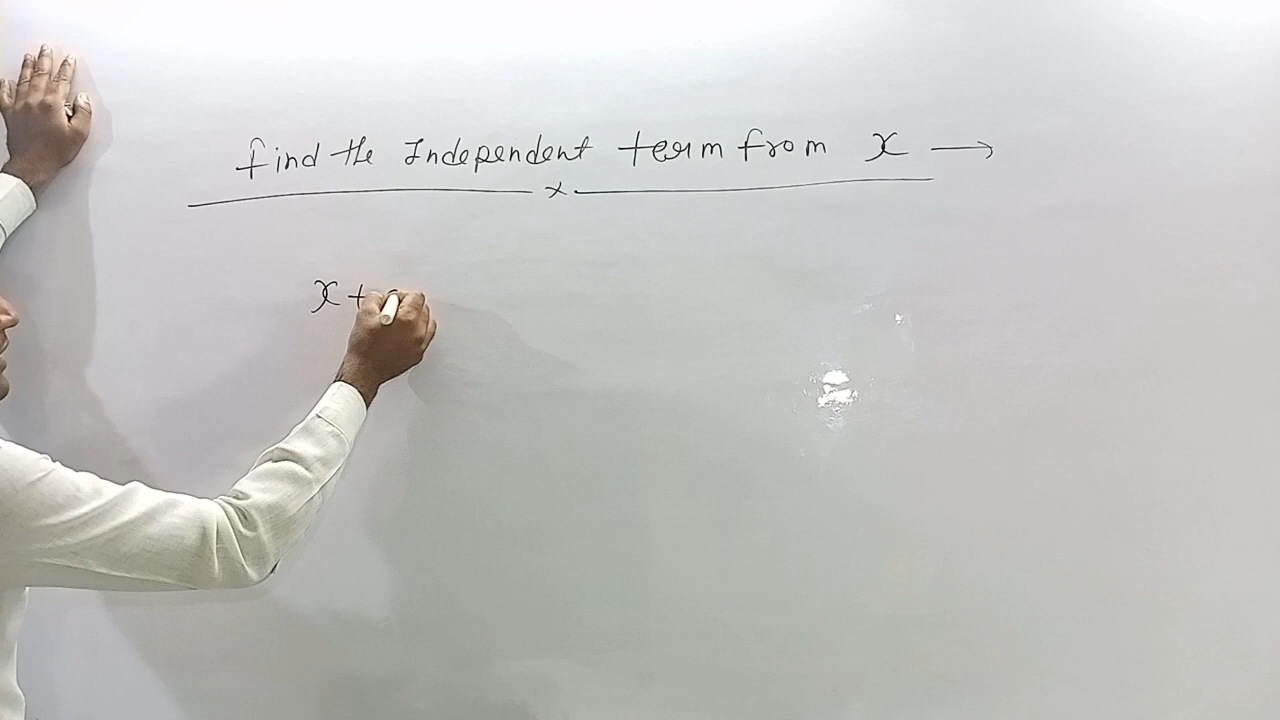 find the Independent term from x →
x
x +